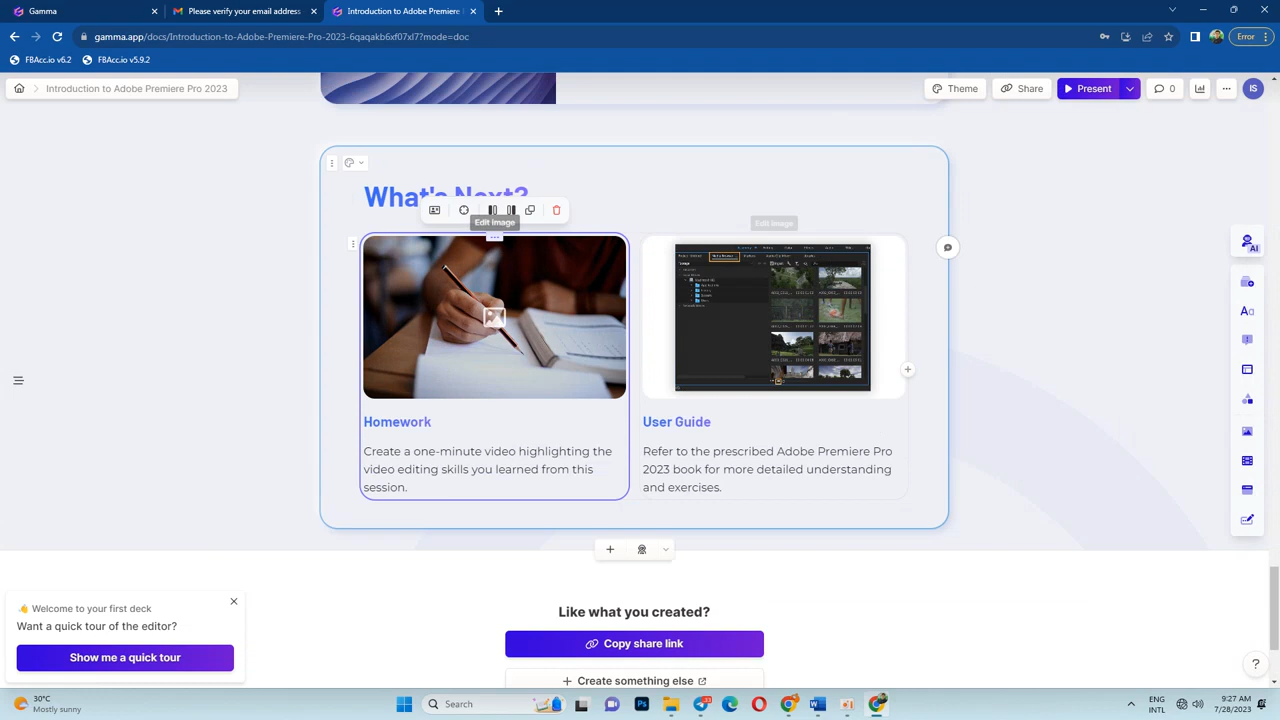 Gamma
Please verify your email address
Introduction to Adobe Premiere
gamma.app/docs/Introduction-to-Adobe-Premiere-Pro-2023-6qaqakb6xf07xl7?mode=doc
Error
FBAcc.io v6.2
FBAcc.io v5.9.2
Introduction to Adobe Premiere Pro 2023
Theme
Share
Present
0
IS
What's Next?
Edit image
Edit image
AI
Homework
User Guide
Create a one-minute video highlighting the
video editing skills you learned from this
session.
Refer to the prescribed Adobe Premiere Pro
2023 book for more detailed understanding
and exercises.
👋 Welcome to your first deck
Want a quick tour of the editor?
Show me a quick tour
Like what you created?
Copy share link
Create something else
30°C
Mostly sunny
Search
ENG
INTL
9:27 AM
7/28/2023